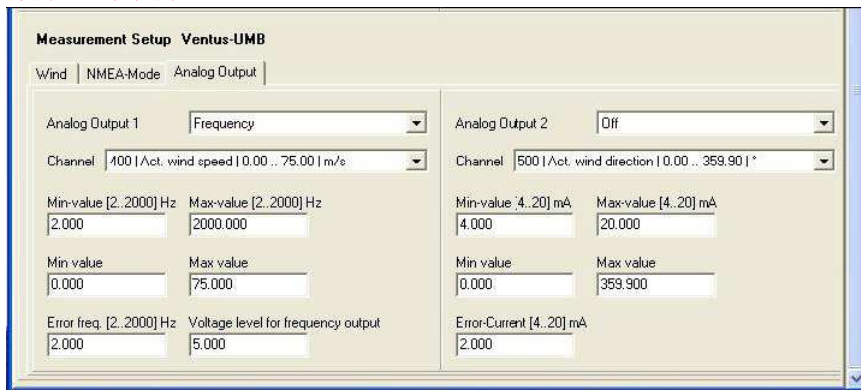 Measurement Setup Ventus-UMB
Wind NMEA-Mode Analog Output
Analog Output 1 Frequency
Channel 400 | Act. wind speed | 0.00 .. 75.00 | m/s
Min-value [2..2000] Hz Max-value [2..2000] Hz
2.000 2000.000
Min value Max value
0.000 75.000
Error freq. [2..2000] Hz Voltage level for frequency output
2.000 5.000
Analog Output 2 Off
Channel 500 | Act. wind direction | 0.00 .. 359.90 | °
Min-value [4..20] mA Max-value [4..20] mA
4.000 20.000
Min value Max value
0.000 359.900
Error-Current [4..20] mA
2.000